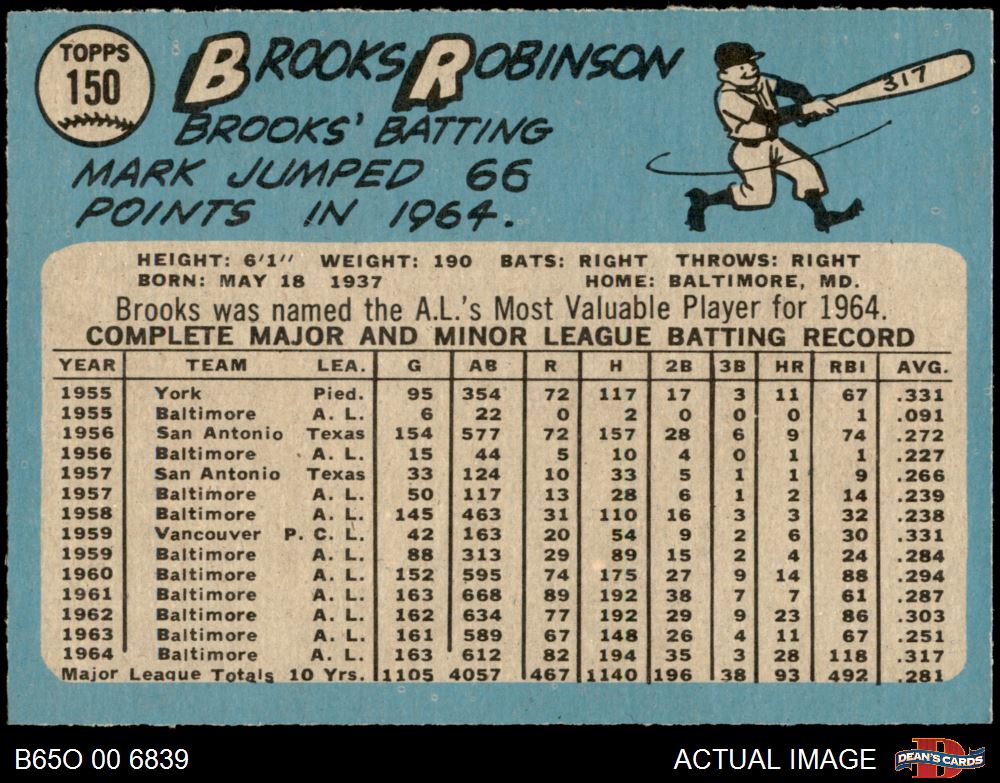 TOPPS
150
BROOKS ROBINSON
BROOKS' BATTING
MARK JUMPED 66
POINTS IN 1964.
317
HEIGHT: 6'1" WEIGHT: 190 BATS: RIGHT THROWS: RIGHT
BORN: MAY 18 1937 HOME: BALTIMORE, MD.
Brooks was named the A.L.'s Most Valuable Player for 1964.
COMPLETE MAJOR AND MINOR LEAGUE BATTING RECORD
YEAR TEAM LEA. G AB R H 2B 3B HR RBI AVG.
1955 York Pied. 95 354 72 117 17 3 11 67 .331
1955 Baltimore A. L. 6 22 0 2 0 0 0 1 .091
1956 San Antonio Texas 154 577 72 157 28 6 9 74 .272
1956 Baltimore A. L. 15 44 5 10 4 0 1 1 .227
1957 San Antonio Texas 33 124 10 33 5 1 1 9 .266
1957 Baltimore A. L. 50 117 13 28 6 1 2 14 .239
1958 Baltimore A. L. 145 463 31 110 16 3 3 32 .238
1959 Vancouver P. C. L. 42 163 20 54 9 2 6 30 .331
1959 Baltimore A. L. 88 313 29 89 15 2 4 24 .284
1960 Baltimore A. L. 152 595 74 175 27 9 14 88 .294
1961 Baltimore A. L. 163 668 89 192 38 7 7 61 .287
1962 Baltimore A. L. 162 634 77 192 29 9 23 86 .303
1963 Baltimore A. L. 161 589 67 148 26 4 11 67 .251
1964 Baltimore A. L. 163 612 82 194 35 3 28 118 .317
Major League Totals 10 Yrs. 1105 4057 467 1140 196 38 93 492 .281
B65O 00 6839 ACTUAL IMAGE D DEAN'S CARDS